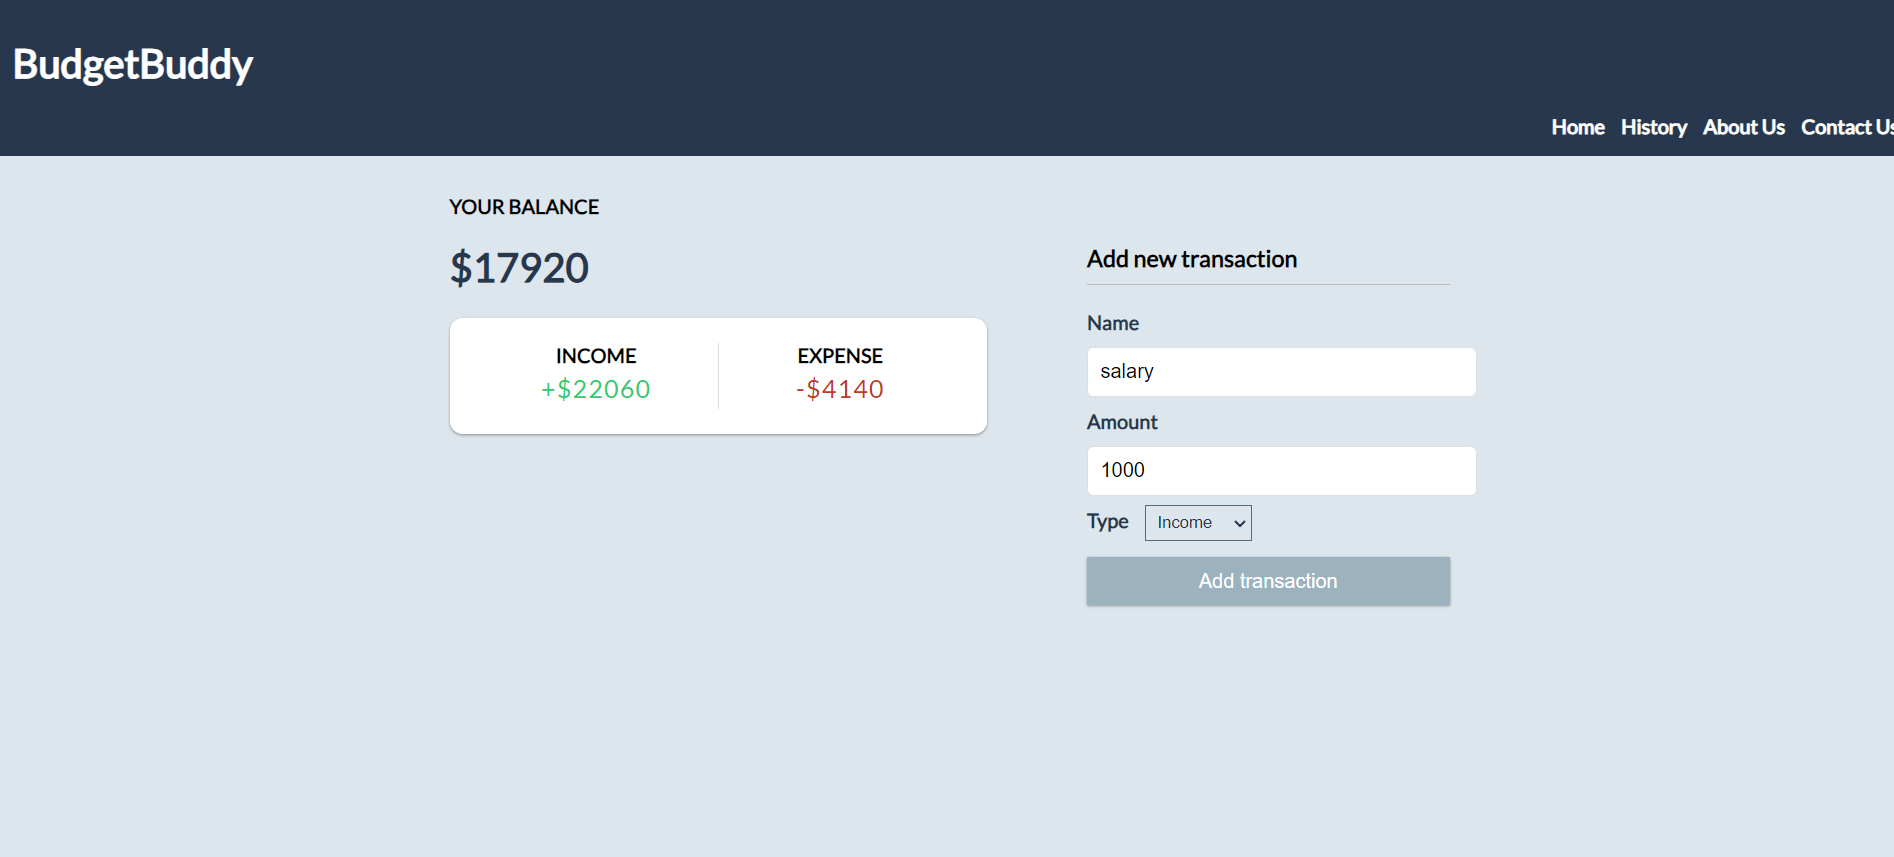 BudgetBuddy
Home History About Us Contact Us
YOUR BALANCE
$17920
INCOME
+$22060
EXPENSE
-$4140
Add new transaction
Name
salary
Amount
1000
Type Income
Add transaction